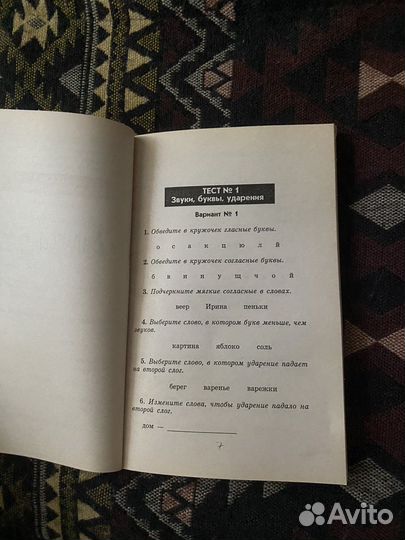 ТЕСТ № 1
Звуки, буквы, ударения
Вариант № 1
1. Обведите в кружочек гласные буквы.
о с а к п ю л й
2. Обведите в кружочек согласные буквы.
б в и н у щ ч о й
3. Подчеркните мягкие согласные в словах.
веер Ирина пеньки
4. Выберите слово, в котором букв меньше, чем
звуков.
картина яблоко соль
5. Выберите слово, в котором ударение падает
на второй слог.
берег варенье варежки
6. Измените слова, чтобы ударение падало на
второй слог.
дом — ____________
7
Avito